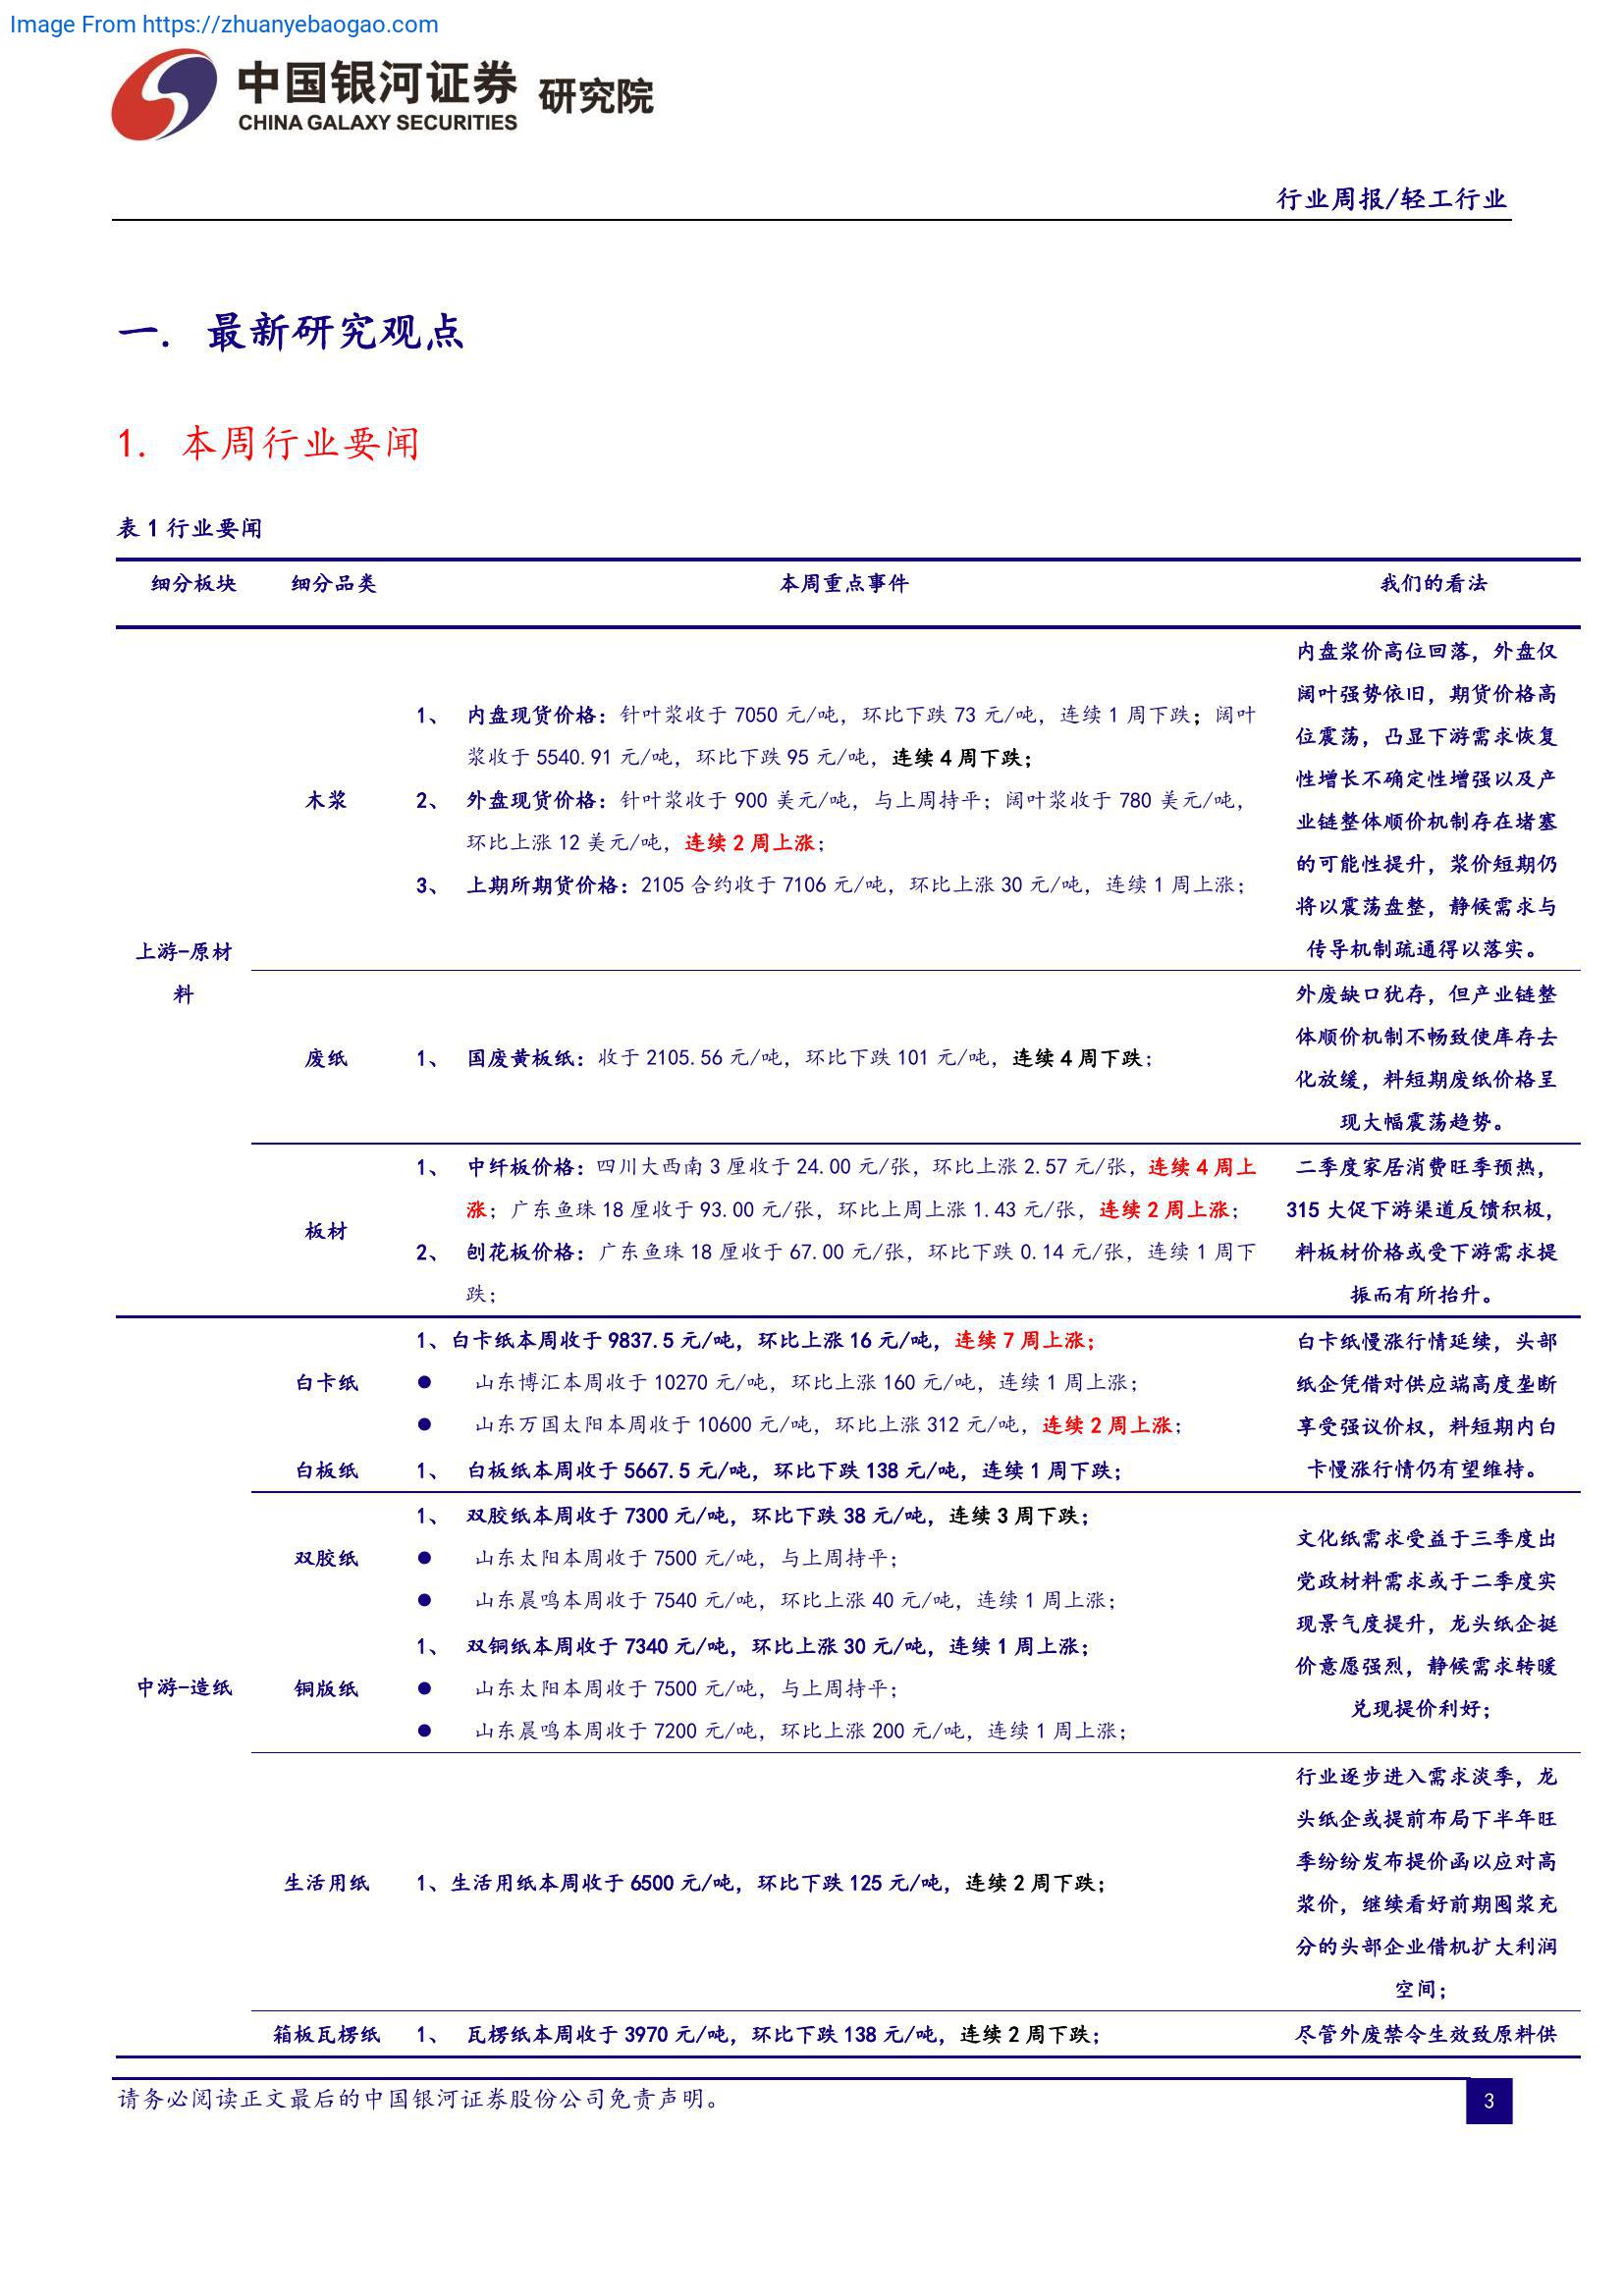 Image From https://zhuanyebaogao.com
中国银河证券 研究院
CHINA GALAXY SECURITIES
行业周报/轻工行业
一. 最新研究观点
1. 本周行业要闻
表 1 行业要闻
细分板块 细分品类 本周重点事件 我们的看法
上游-原材
料
木浆
1、 内盘现货价格：针叶浆收于 7050 元/吨，环比下跌 73 元/吨，连续 1 周下跌；阔叶
浆收于 5540.91 元/吨，环比下跌 95 元/吨，连续 4 周下跌；
2、 外盘现货价格：针叶浆收于 900 美元/吨，与上周持平；阔叶浆收于 780 美元/吨，
环比上涨 12 美元/吨，连续 2 周上涨；
3、 上期所期货价格：2105 合约收于 7106 元/吨，环比上涨 30 元/吨，连续 1 周上涨；
内盘浆价高位回落，外盘仅
阔叶强势依旧，期货价格高
位震荡，凸显下游需求恢复
性增长不确定性增强以及产
业链整体顺价机制存在堵塞
的可能性提升，浆价短期仍
将以震荡盘整，静候需求与
传导机制疏通得以落实。
废纸
1、 国废黄板纸：收于 2105.56 元/吨，环比下跌 101 元/吨，连续 4 周下跌；
外废缺口犹存，但产业链整
体顺价机制不畅致使库存去
化放缓，料短期废纸价格呈
现大幅震荡趋势。
板材
1、 中纤板价格：四川大西南 3 厘收于 24.00 元/张，环比上涨 2.57 元/张，连续 4 周上
涨；广东鱼珠 18 厘收于 93.00 元/张，环比上周上涨 1.43 元/张，连续 2 周上涨；
2、 刨花板价格：广东鱼珠 18 厘收于 67.00 元/张，环比下跌 0.14 元/张，连续 1 周下
跌；
二季度家居消费旺季预热，
315 大促下游渠道反馈积极，
料板材价格或受下游需求提
振而有所抬升。
中游-造纸
白卡纸
1、白卡纸本周收于 9837.5 元/吨，环比上涨 16 元/吨，连续 7 周上涨；
● 山东博汇本周收于 10270 元/吨，环比上涨 160 元/吨，连续 1 周上涨；
● 山东万国太阳本周收于 10600 元/吨，环比上涨 312 元/吨，连续 2 周上涨；
白板纸
1、 白板纸本周收于 5667.5 元/吨，环比下跌 138 元/吨，连续 1 周下跌；
白卡纸慢涨行情延续，头部
纸企凭借对供应端高度垄断
享受强议价权，料短期内白
卡慢涨行情仍有望维持。
双胶纸
1、 双胶纸本周收于 7300 元/吨，环比下跌 38 元/吨，连续 3 周下跌；
● 山东太阳本周收于 7500 元/吨，与上周持平；
● 山东晨鸣本周收于 7540 元/吨，环比上涨 40 元/吨，连续 1 周上涨；
铜版纸
1、 双铜纸本周收于 7340 元/吨，环比上涨 30 元/吨，连续 1 周上涨；
● 山东太阳本周收于 7500 元/吨，与上周持平；
● 山东晨鸣本周收于 7200 元/吨，环比上涨 200 元/吨，连续 1 周上涨；
文化纸需求受益于三季度出
党政材料需求或于二季度实
现景气度提升，龙头纸企挺
价意愿强烈，静候需求转暖
兑现提价利好；
生活用纸
1、生活用纸本周收于 6500 元/吨，环比下跌 125 元/吨，连续 2 周下跌；
行业逐步进入需求淡季，龙
头纸企或提前布局下半年旺
季纷纷发布提价函以应对高
浆价，继续看好前期囤浆充
分的头部企业借机扩大利润
空间；
箱板瓦楞纸 1、 瓦楞纸本周收于 3970 元/吨，环比下跌 138 元/吨，连续 2 周下跌； 尽管外废禁令生效致原料供
请务必阅读正文最后的中国银河证券股份公司免责声明。
3